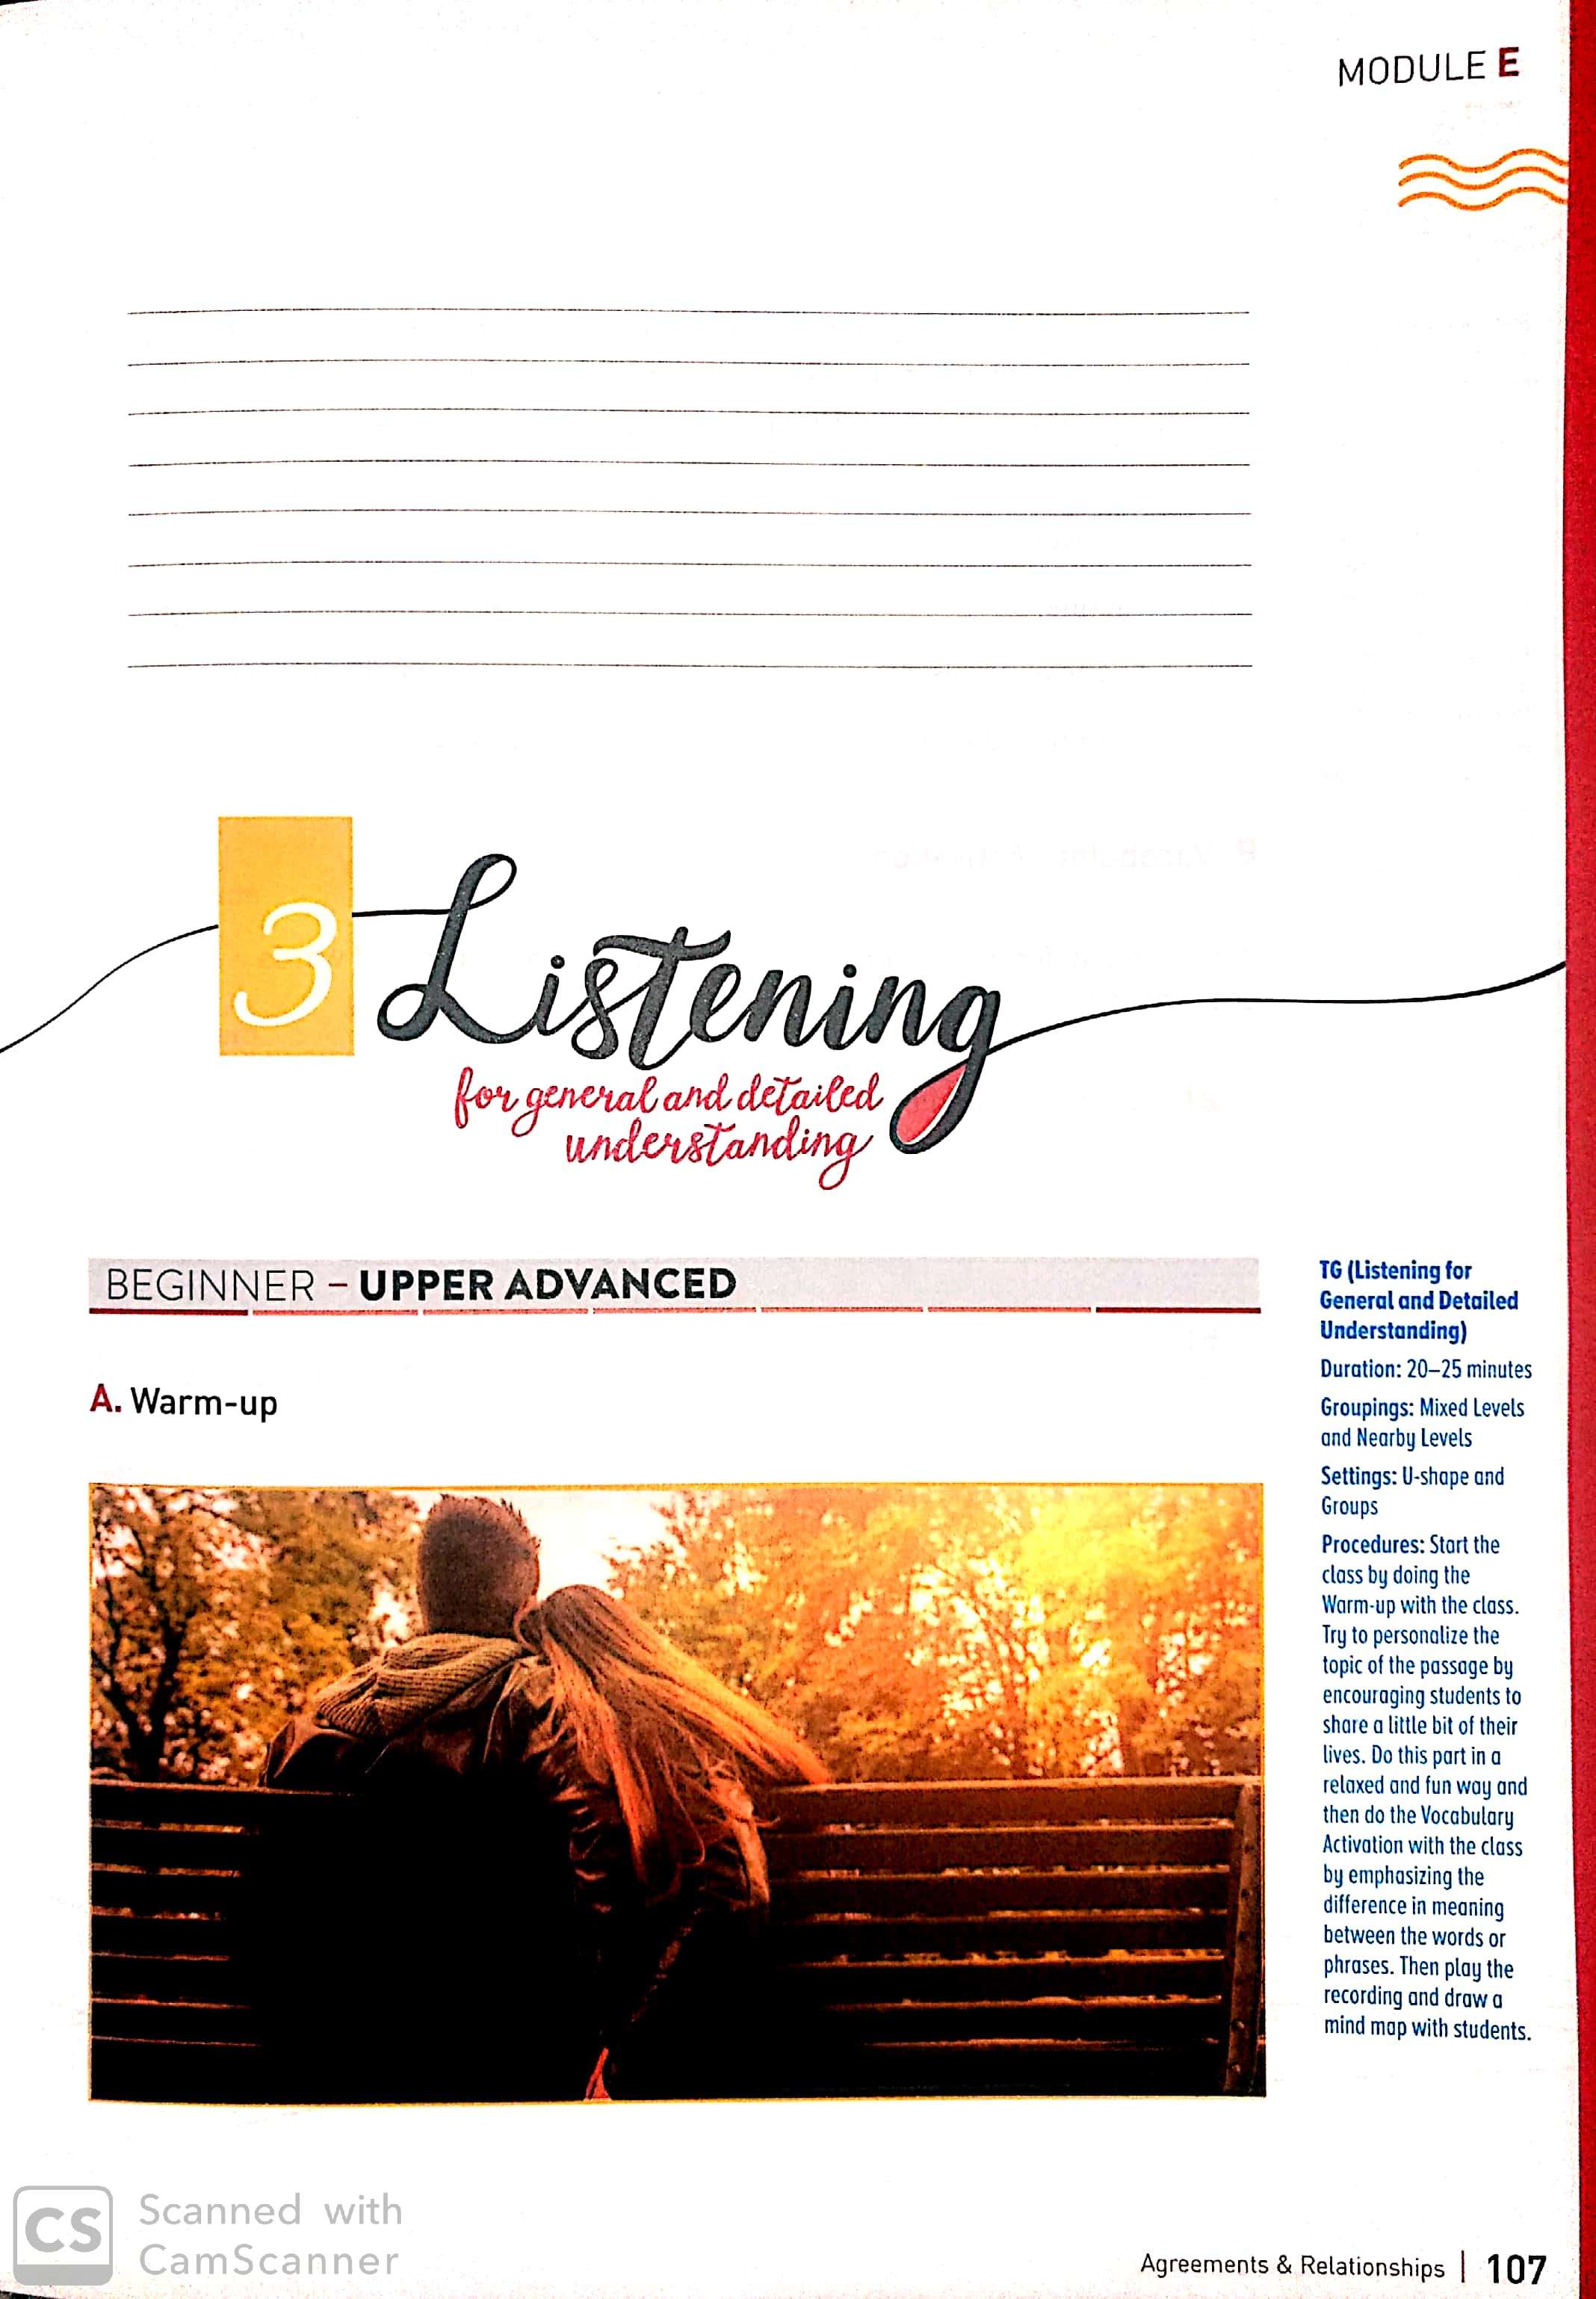 MODULE E
3 Listening
for general and detailed
understanding
BEGINNER – UPPER ADVANCED
A. Warm-up
TG (Listening for
General and Detailed
Understanding)
Duration: 20–25 minutes
Groupings: Mixed Levels
and Nearby Levels
Settings: U-shape and
Groups
Procedures: Start the
class by doing the
Warm-up with the class.
Try to personalize the
topic of the passage by
encouraging students to
share a little bit of their
lives. Do this part in a
relaxed and fun way and
then do the Vocabulary
Activation with the class
by emphasizing the
difference in meaning
between the words or
phrases. Then play the
recording and draw a
mind map with students.
CS
Scanned with
CamScanner
Agreements & Relationships | 107